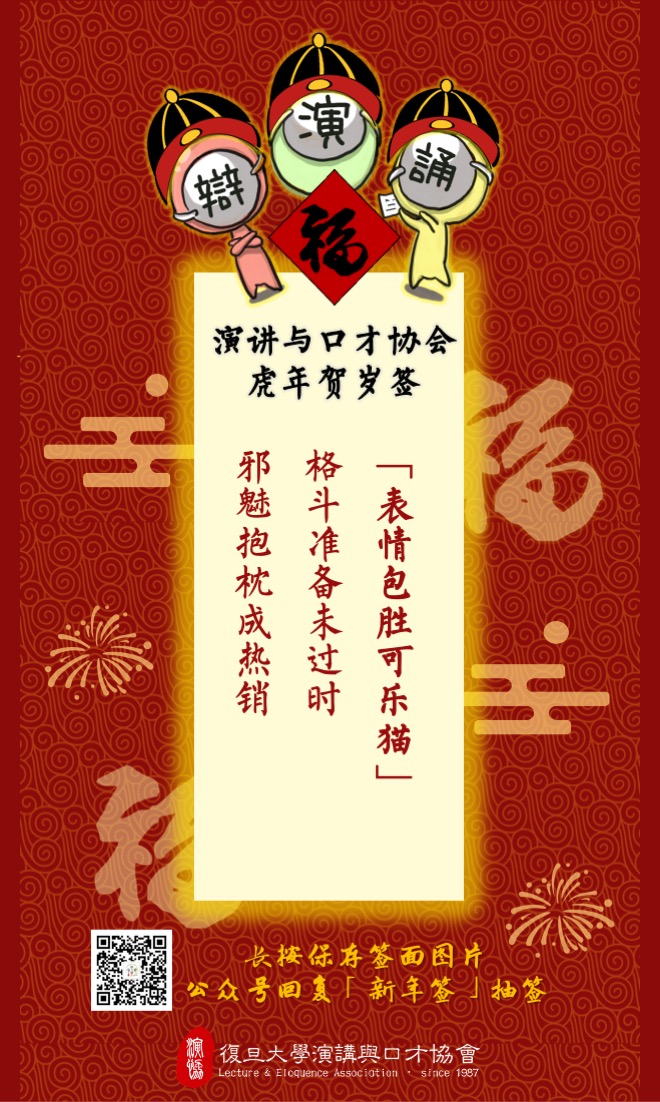 辯
演
誦
福
演讲与口才协会
虎年贺岁签
「表情包胜可乐猫」
格斗准备未过时
邪魅抱枕成热销
福
福
长按保存签面图片
公众号回复「新年签」抽签
復旦大學演講與口才協會
Lecture & Eloquence Association · since 1987